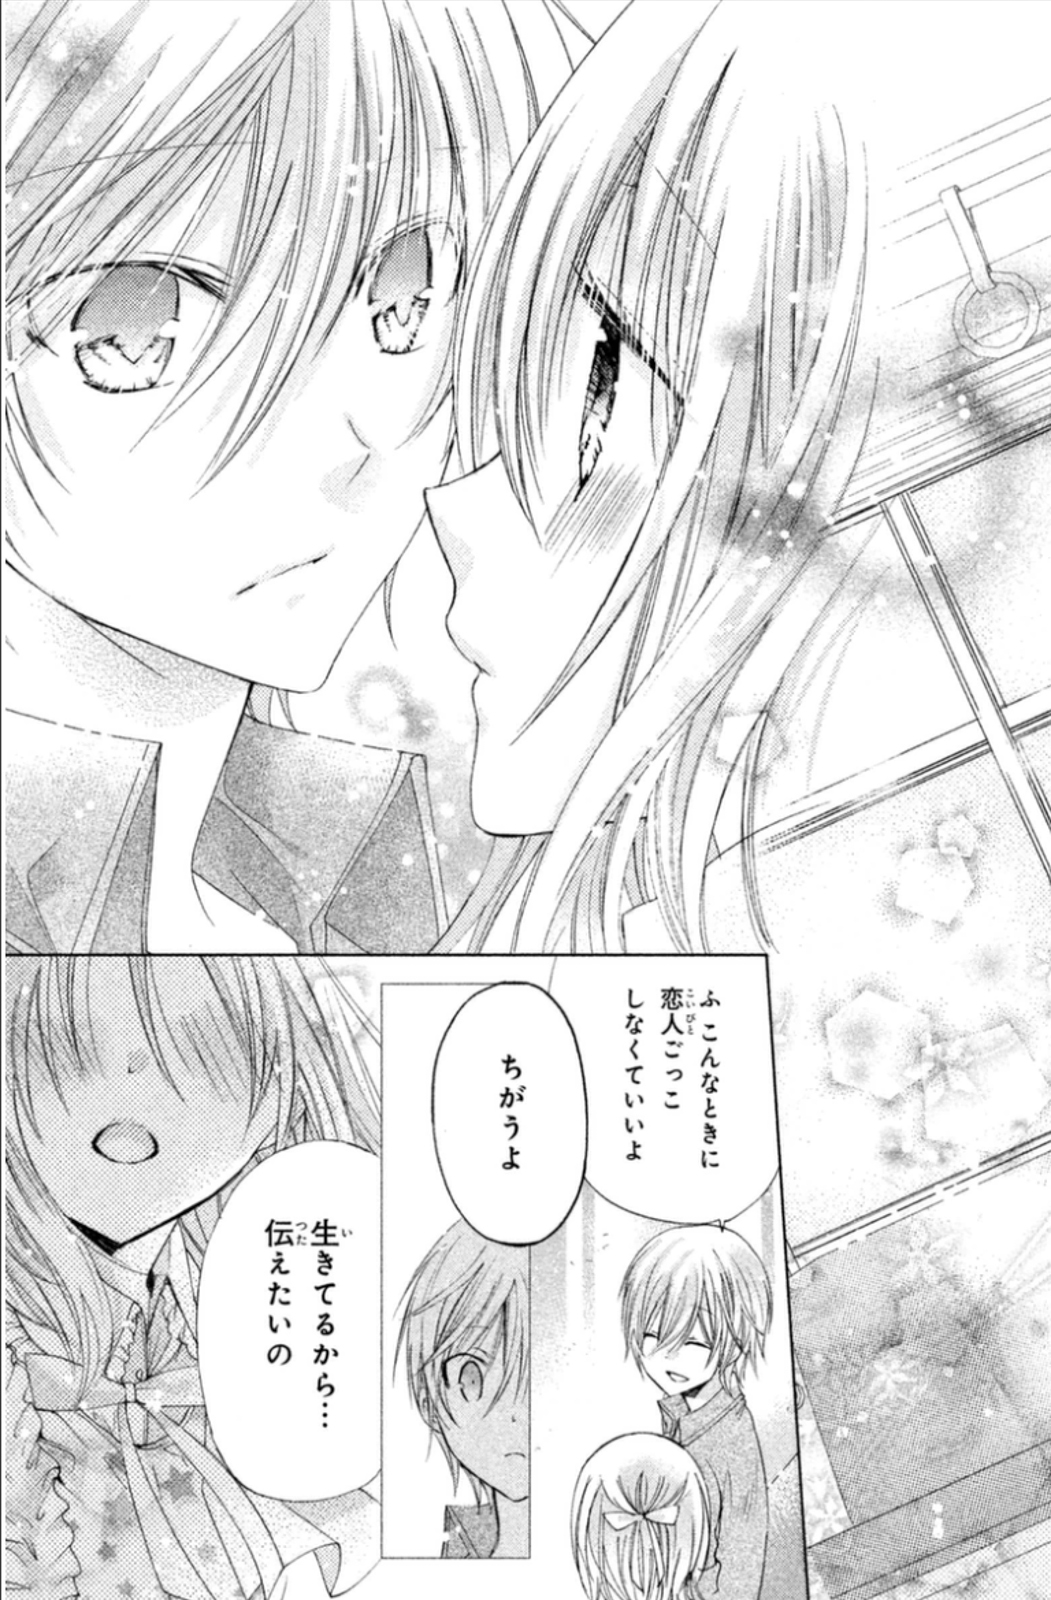 ふ こんなときに
恋人ごっこ
しなくていいよ
ちがうよ
生きてるから…
伝えたいの